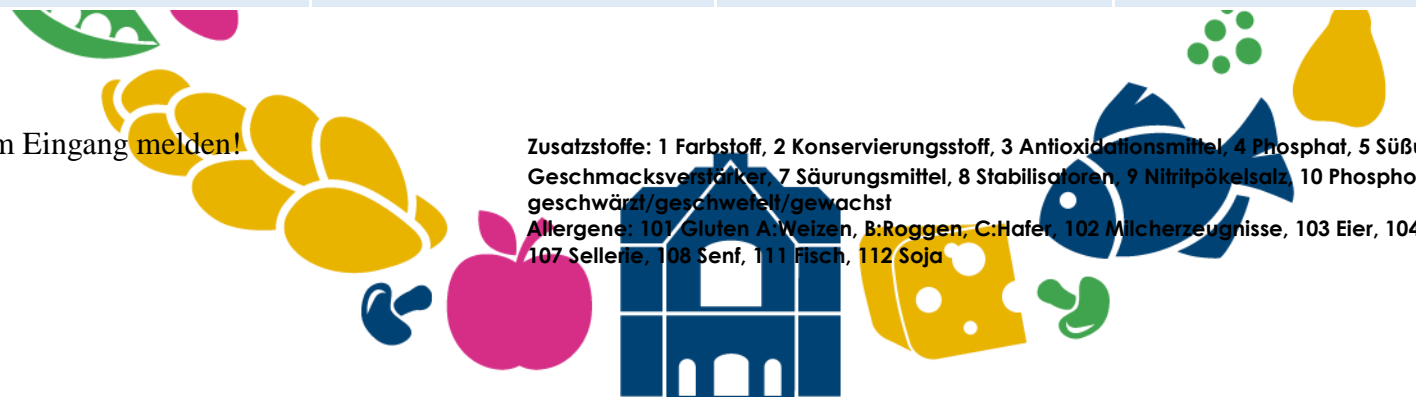 m Eingang melden!
Zusatzstoffe: 1 Farbstoff, 2 Konservierungsstoff, 3 Antioxidationsmittel, 4 Phosphat, 5 Süßu
Geschmacksverstärker, 7 Säurungsmittel, 8 Stabilisatoren, 9 Nitritpökelsalz, 10 Phospho
geschwärzt/geschwefelt/gewachst
Allergene: 101 Gluten A:Weizen, B:Roggen, C:Hafer, 102 Milcherzeugnisse, 103 Eier, 104
107 Sellerie, 108 Senf, 111 Fisch, 112 Soja